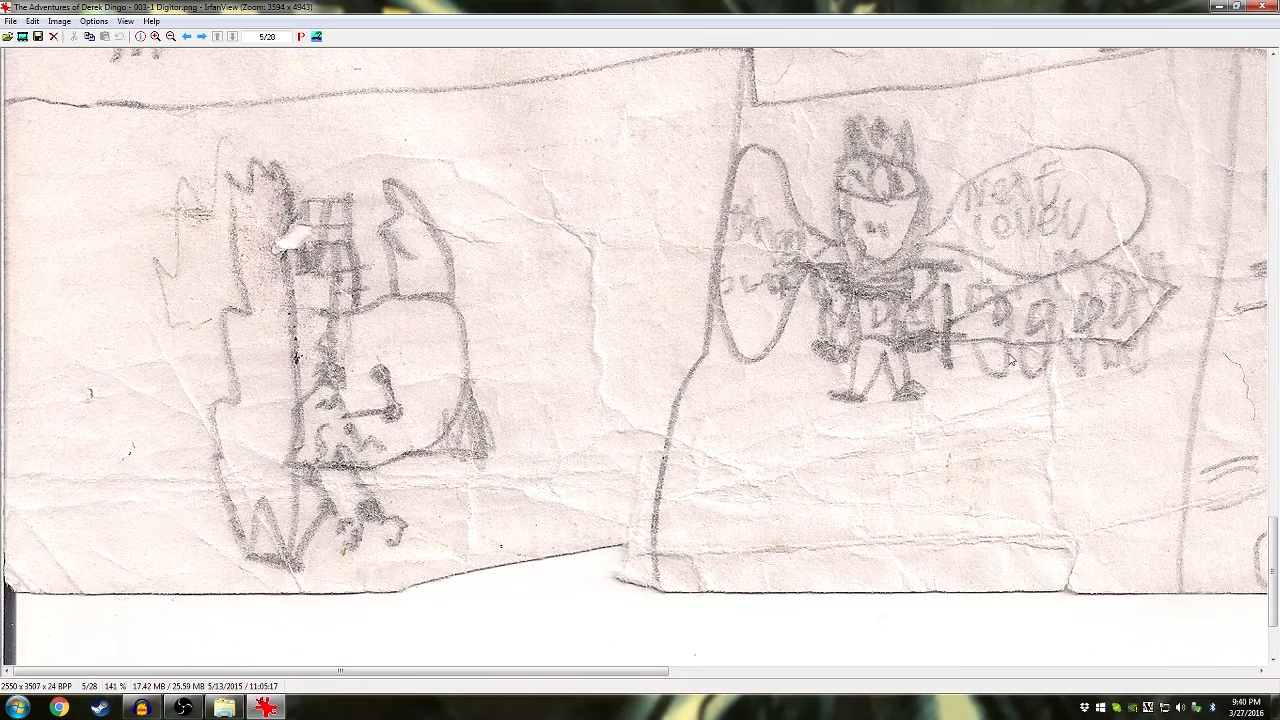 The Adventures of Derek Dingo - 003-1 Digitor.png - IrfanView (Zoom: 3594 x 4943)
File Edit Image Options View Help
5/28
NEXT
2550 x 3507 x 24 BPP 5/28 141 % 17.42 MB / 25.59 MB 5/13/2015 / 11:05:17
9:40 PM
3/27/2016